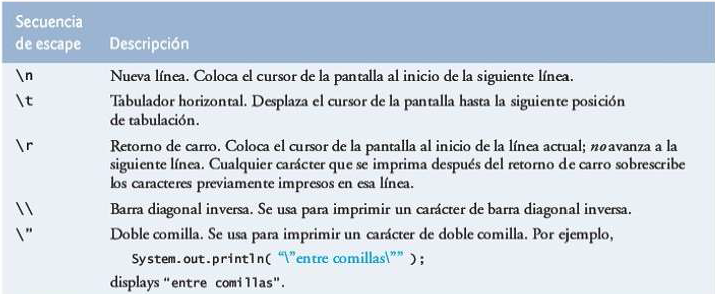 Secuencia
de escape Descripción
\n Nueva línea. Coloca el cursor de la pantalla al inicio de la siguiente línea.
\t Tabulador horizontal. Desplaza el cursor de la pantalla hasta la siguiente posición
de tabulación.
\r Retorno de carro. Coloca el cursor de la pantalla al inicio de la línea actual; no avanza a la
siguiente línea. Cualquier carácter que se imprima después del retorno de carro sobrescribe
los caracteres previamente impresos en esa línea.
\\ Barra diagonal inversa. Se usa para imprimir un carácter de barra diagonal inversa.
\" Doble comilla. Se usa para imprimir un carácter de doble comilla. Por ejemplo,
System.out.println( “\”entre comillas\”” );
displays "entre comillas".